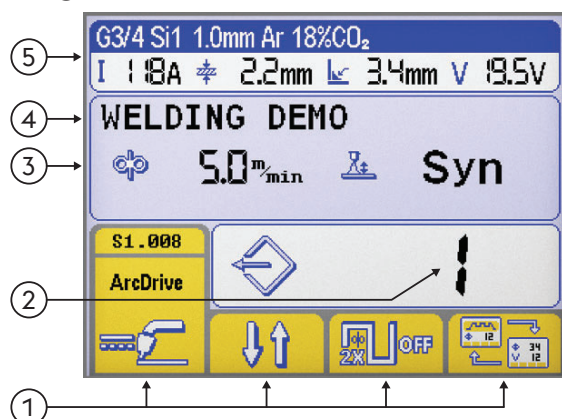 G3/4 Si1 1.0mm Ar 18%CO₂
I 118A 2.2mm 3.4mm V 19.5V
WELDING DEMO
5.0 m/min Syn
S1.008
ArcDrive
1
2X OFF
12
34
V 12
5
4
3
2
1